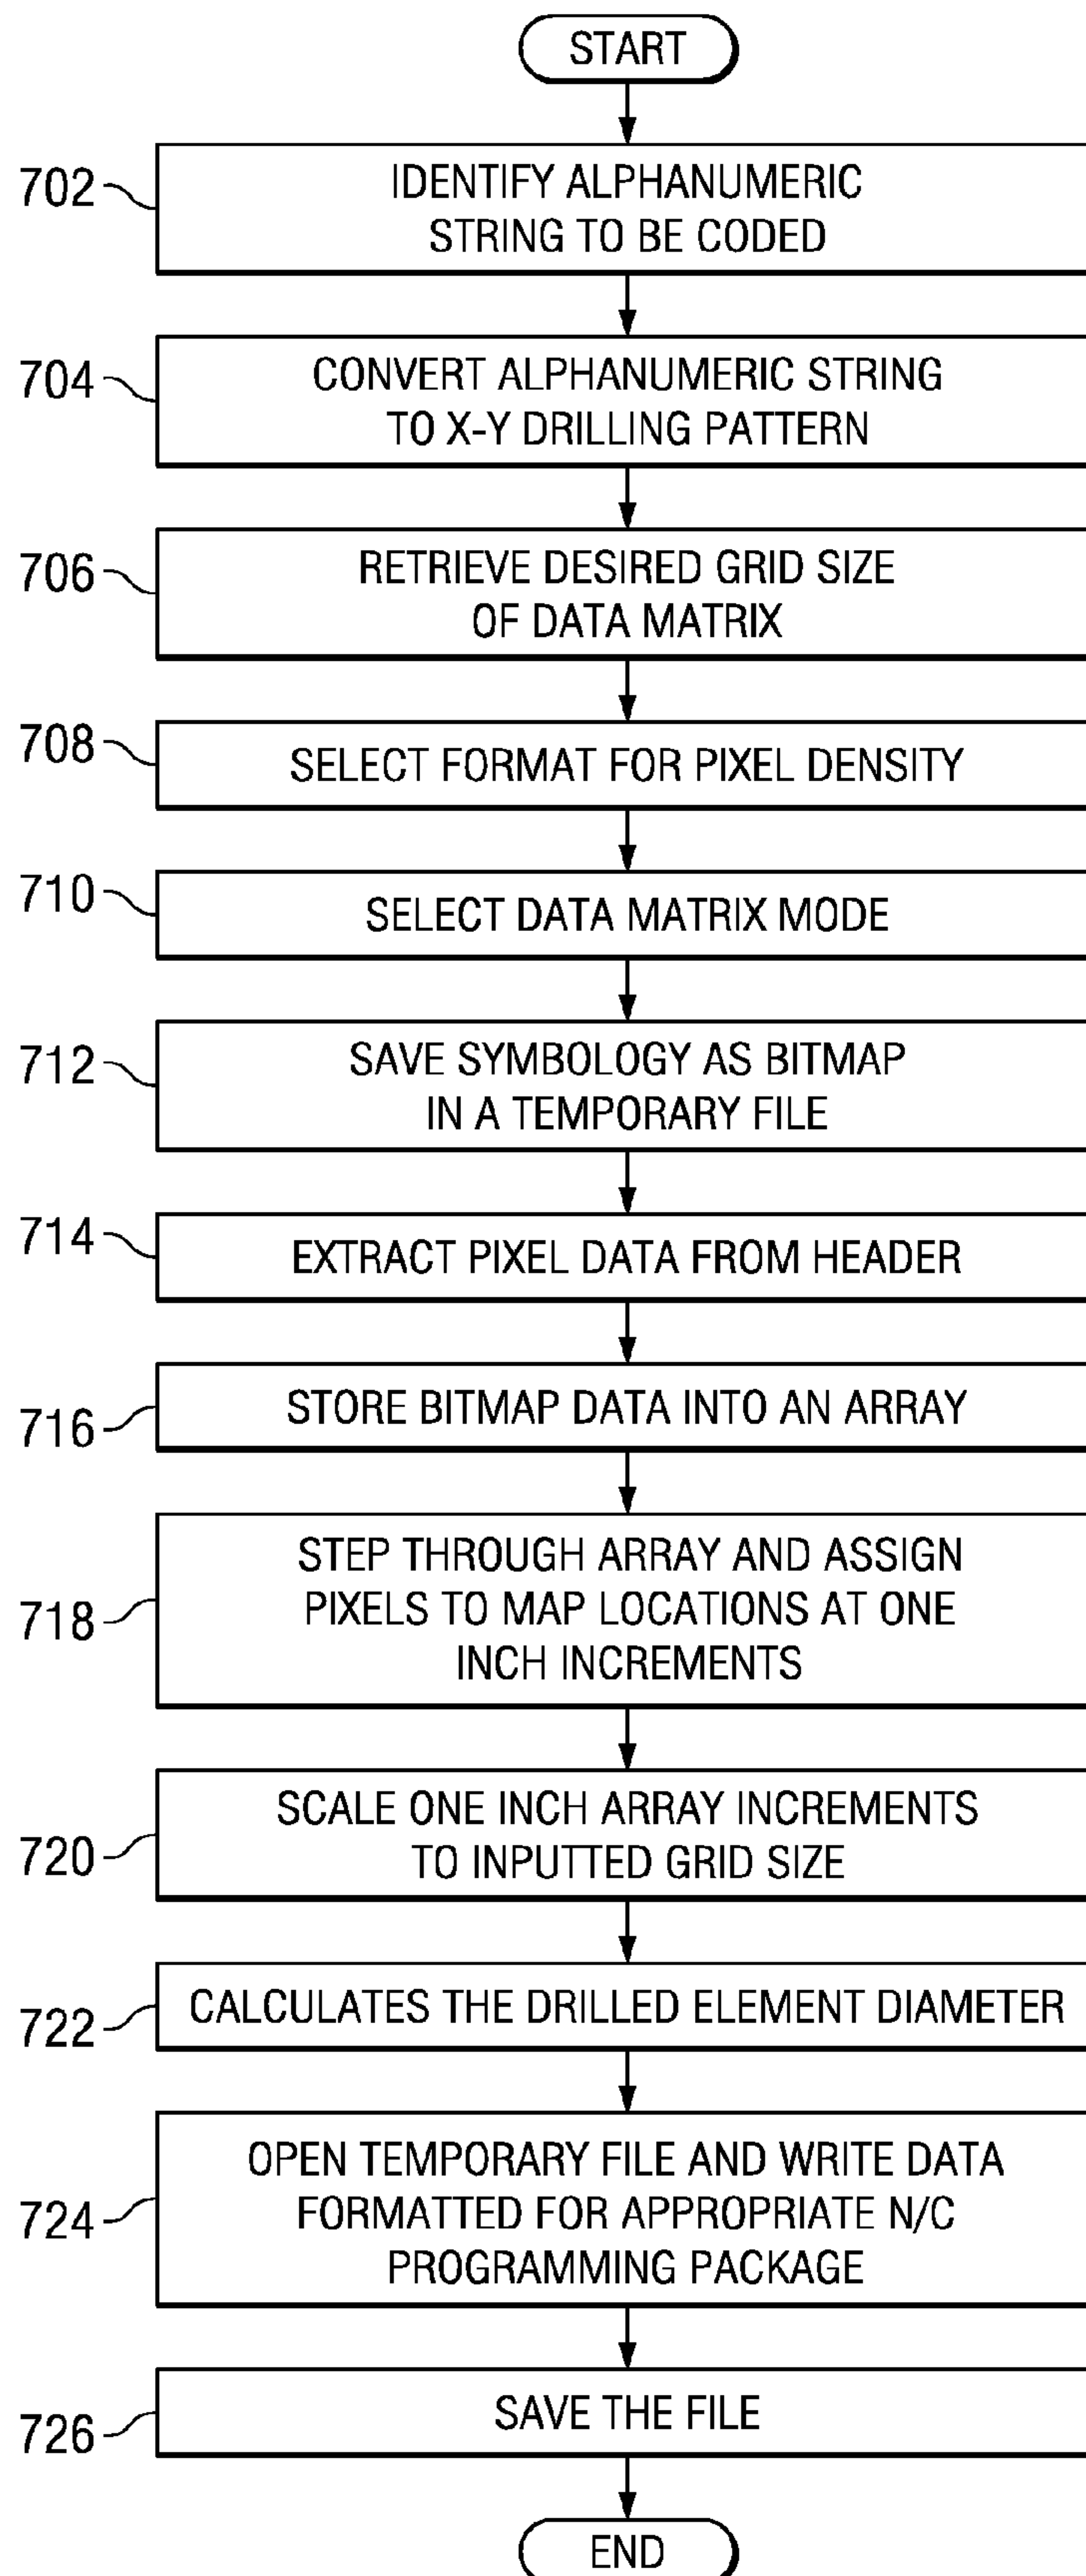 START
702
IDENTIFY ALPHANUMERIC
STRING TO BE CODED
704
CONVERT ALPHANUMERIC STRING
TO X-Y DRILLING PATTERN
706
RETRIEVE DESIRED GRID SIZE
OF DATA MATRIX
708
SELECT FORMAT FOR PIXEL DENSITY
710
SELECT DATA MATRIX MODE
712
SAVE SYMBOLOGY AS BITMAP
IN A TEMPORARY FILE
714
EXTRACT PIXEL DATA FROM HEADER
716
STORE BITMAP DATA INTO AN ARRAY
718
STEP THROUGH ARRAY AND ASSIGN
PIXELS TO MAP LOCATIONS AT ONE
INCH INCREMENTS
720
SCALE ONE INCH ARRAY INCREMENTS
TO INPUTTED GRID SIZE
722
CALCULATES THE DRILLED ELEMENT DIAMETER
724
OPEN TEMPORARY FILE AND WRITE DATA
FORMATTED FOR APPROPRIATE N/C
PROGRAMMING PACKAGE
726
SAVE THE FILE
END